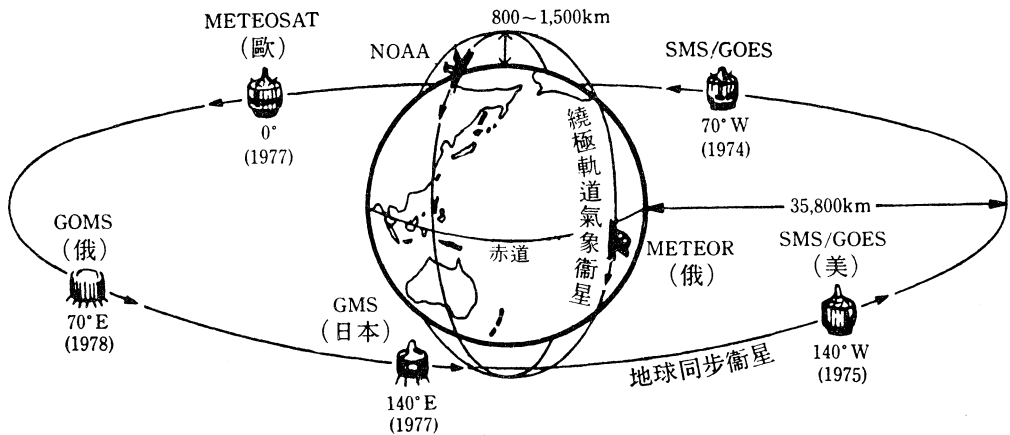 800～1,500km
METEOSAT
（歐）
0°
(1977)
NOAA
SMS/GOES
70°W
(1974)
繞極軌道氣象衞星
35,800km
GOMS
（俄）
70°E
(1978)
赤道
METEOR
（俄）
SMS/GOES
（美）
140°W
(1975)
GMS
（日本）
140°E
(1977)
地球同步衞星